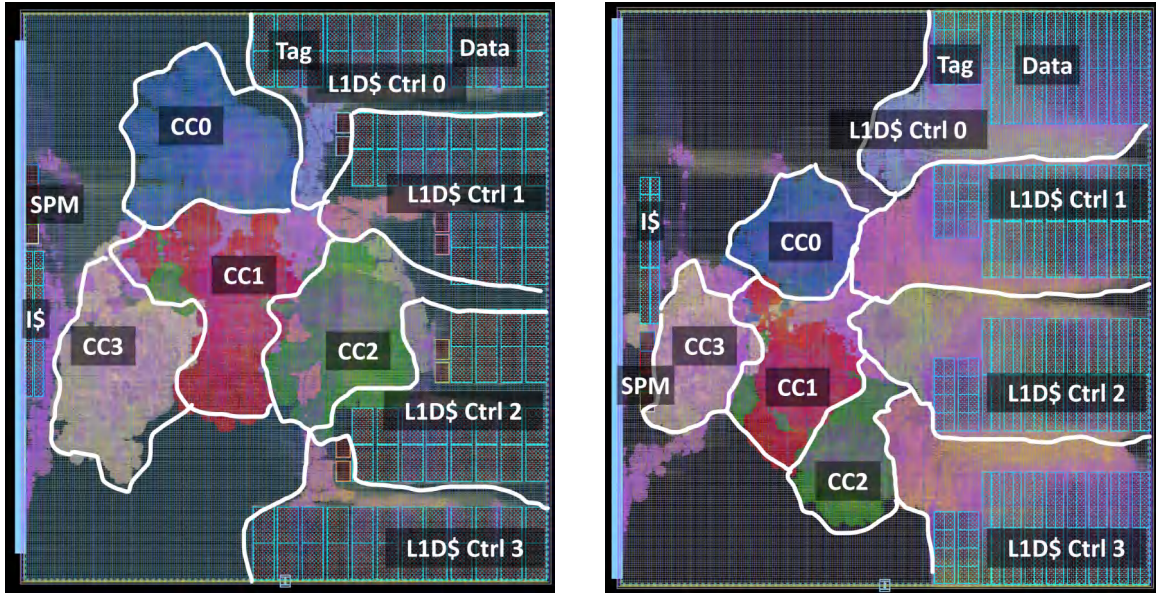 Tag
Data
L1D$ Ctrl 0
CC0
SPM
L1D$ Ctrl 1
CC1
I$
CC3
CC2
L1D$ Ctrl 2
L1D$ Ctrl 3
Tag
Data
L1D$ Ctrl 0
I$
L1D$ Ctrl 1
CC0
CC3
SPM
CC1
L1D$ Ctrl 2
CC2
L1D$ Ctrl 3